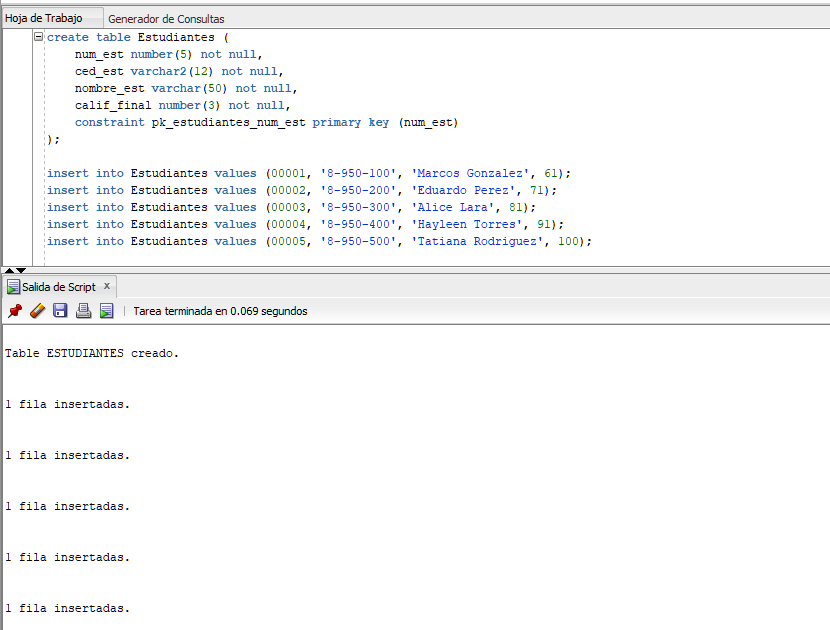 Hoja de Trabajo Generador de Consultas
create table Estudiantes (
    num_est number(5) not null,
    ced_est varchar2(12) not null,
    nombre_est varchar(50) not null,
    calif_final number(3) not null,
    constraint pk_estudiantes_num_est primary key (num_est)
);
insert into Estudiantes values (00001, '8-950-100', 'Marcos Gonzalez', 61);
insert into Estudiantes values (00002, '8-950-200', 'Eduardo Perez', 71);
insert into Estudiantes values (00003, '8-950-300', 'Alice Lara', 81);
insert into Estudiantes values (00004, '8-950-400', 'Hayleen Torres', 91);
insert into Estudiantes values (00005, '8-950-500', 'Tatiana Rodriguez', 100);
Salida de Script x
Tarea terminada en 0.069 segundos
Table ESTUDIANTES creado.
1 fila insertadas.
1 fila insertadas.
1 fila insertadas.
1 fila insertadas.
1 fila insertadas.